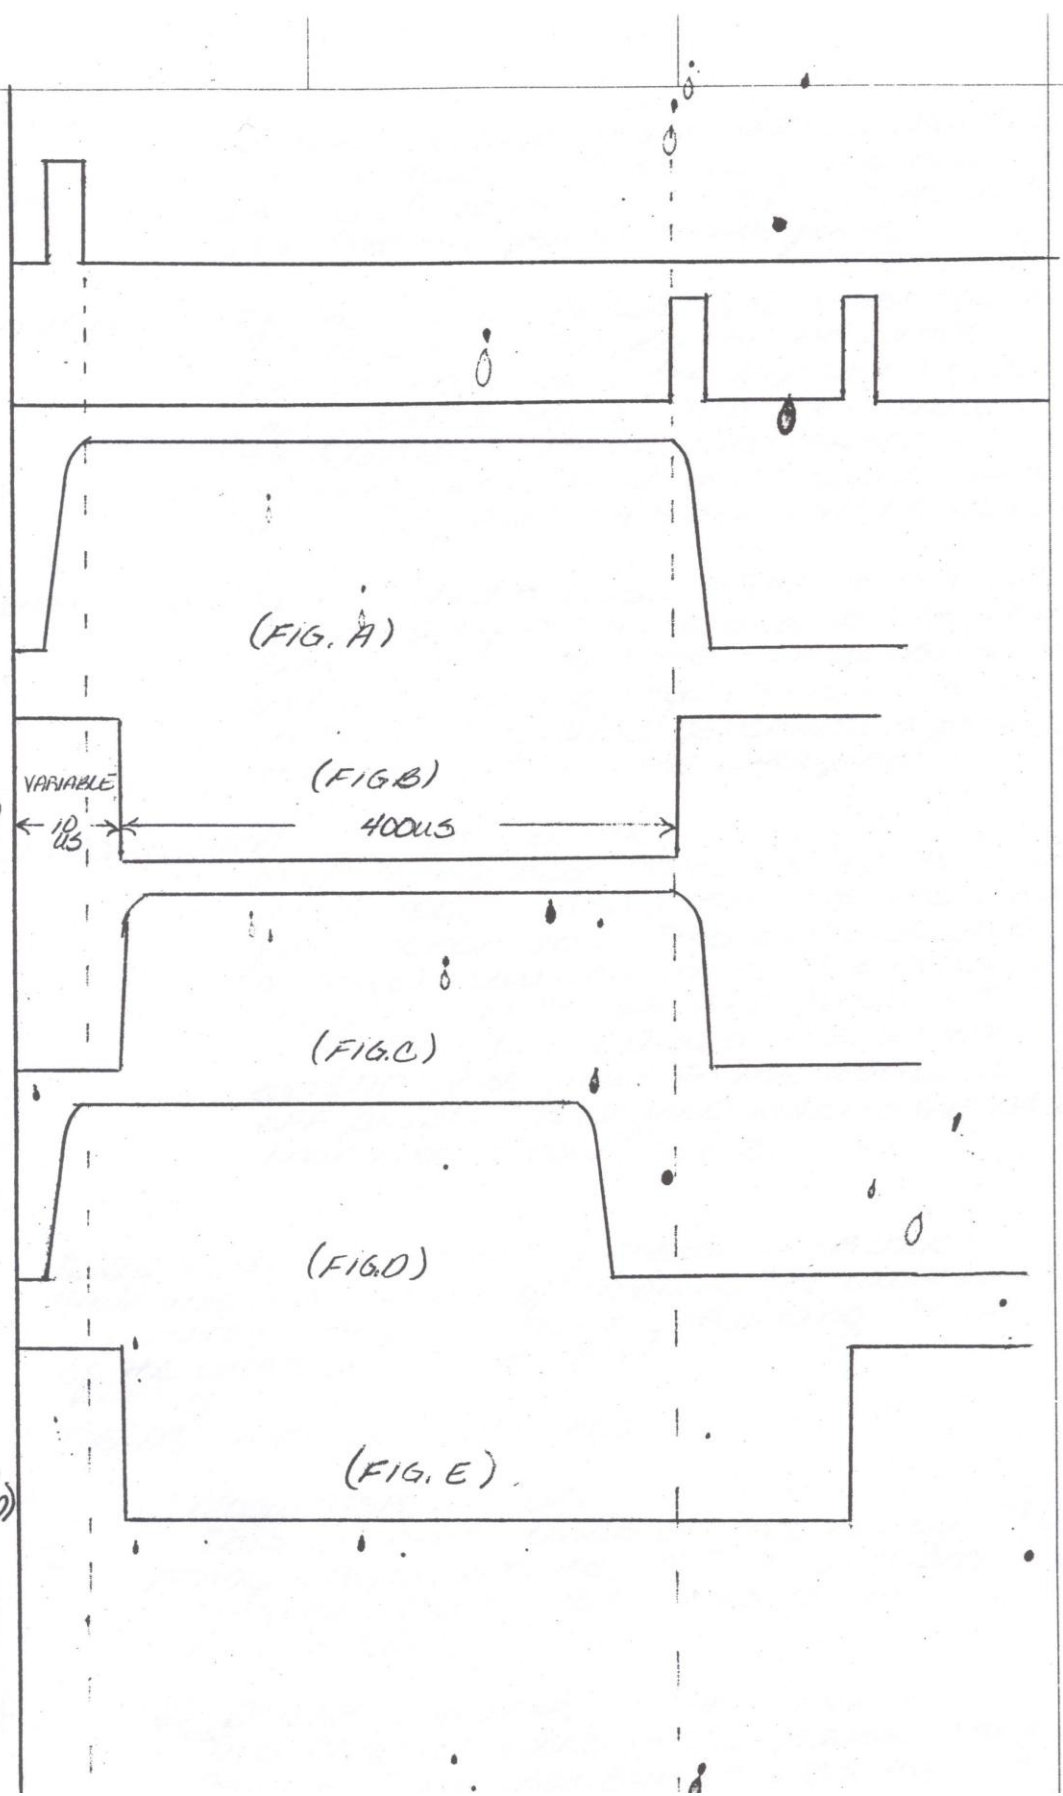 (FIG. A)
(FIG.B)
VARIABLE
10
US
400US
(FIG.C)
(FIG.D)
(FIG. E)